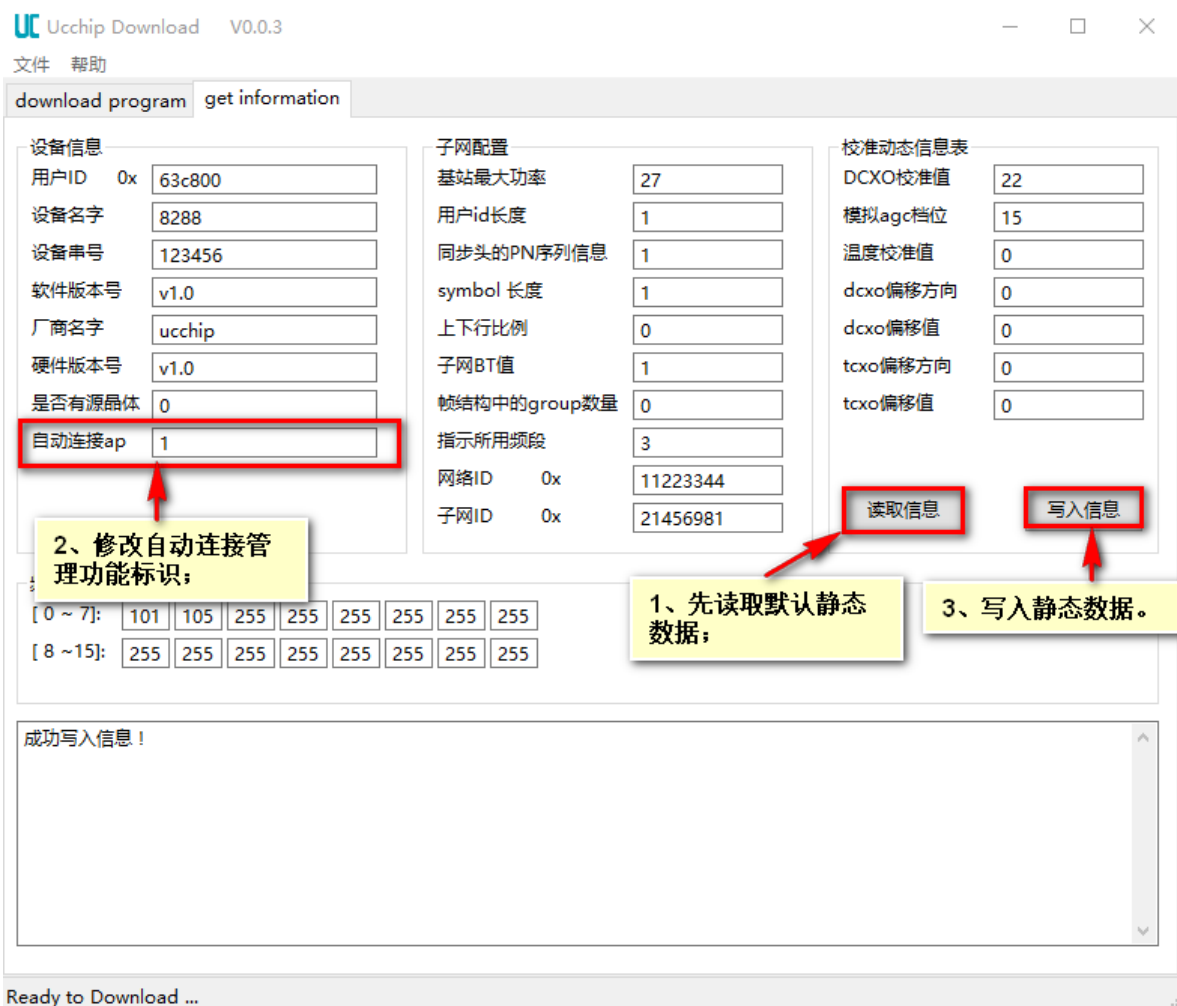 UC Ucchip Download V0.0.3
文件 帮助
download program get information
设备信息
用户ID 0x 63c800
设备名字 8288
设备串号 123456
软件版本号 v1.0
厂商名字 ucchip
硬件版本号 v1.0
是否有源晶体 0
自动连接ap 1
2、修改自动连接管
理功能标识；
子网配置
基站最大功率 27
用户id长度 1
同步头的PN序列信息 1
symbol 长度 1
上下行比例 0
子网BT值 1
帧结构中的group数量 0
指示所用频段 3
网络ID 0x 11223344
子网ID 0x 21456981
校准动态信息表
DCXO校准值 22
模拟agc档位 15
温度校准值 0
dcxo偏移方向 0
dcxo偏移值 0
tcxo偏移方向 0
tcxo偏移值 0
读取信息 写入信息
1、先读取默认静态
数据；
3、写入静态数据。
[ 0 ~ 7]: 101 105 255 255 255 255 255 255
[ 8 ~15]: 255 255 255 255 255 255 255 255
成功写入信息！
Ready to Download ...